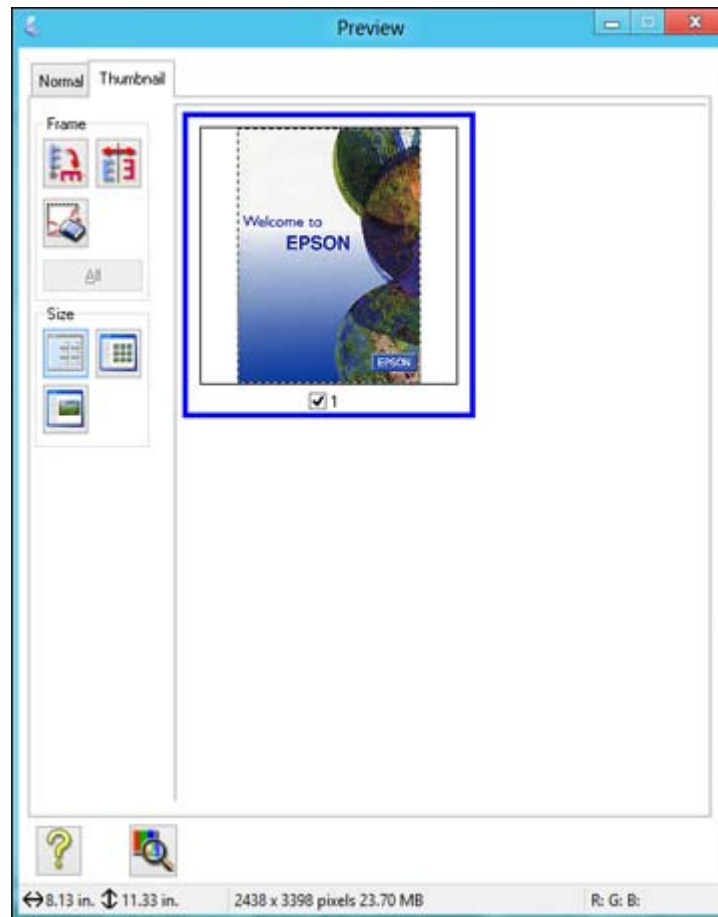 Preview
Normal Thumbnail
Frame
All
Size
Welcome to
EPSON
EPSON
1
8.13 in. 11.33 in. 2438 x 3398 pixels 23.70 MB R: G: B: